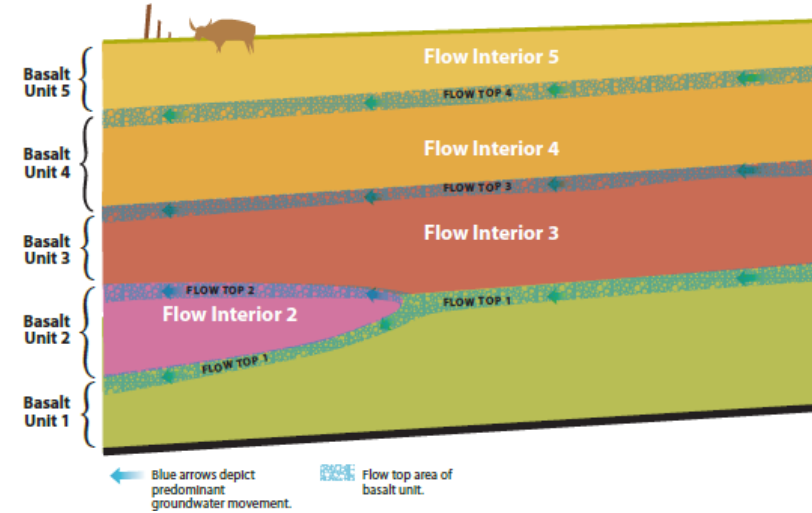 Flow Interior 5
Basalt
Unit 5
FLOW TOP 4
Basalt
Unit 4
Flow Interior 4
FLOW TOP 3
Basalt
Unit 3
Flow Interior 3
FLOW TOP 2
FLOW TOP 1
Basalt
Unit 2
Flow Interior 2
FLOW TOP 1
Basalt
Unit 1
Blue arrows depict
predominant
groundwater movement.
Flow top area of
basalt unit.